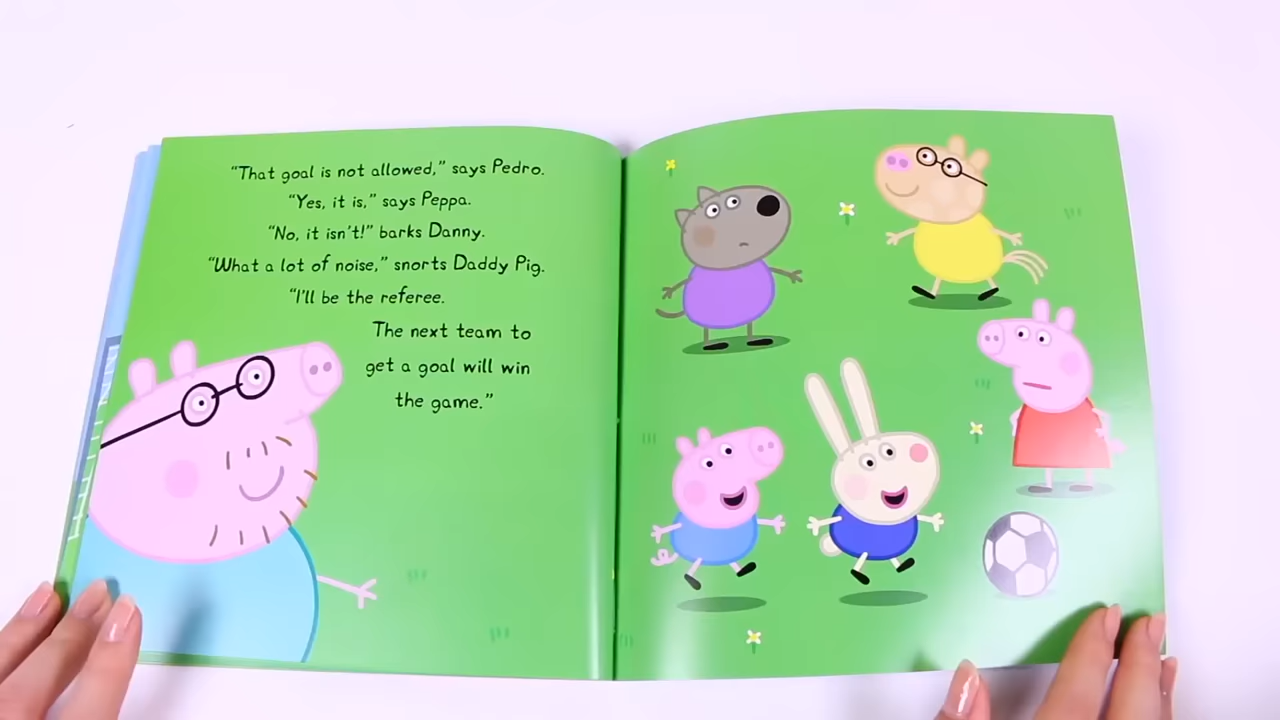 “That goal is not allowed,” says Pedro.
“Yes, it is,” says Peppa.
“No, it isn't!” barks Danny.
“What a lot of noise,” snorts Daddy Pig.
“I'll be the referee.
The next team to
get a goal will win
the game.”